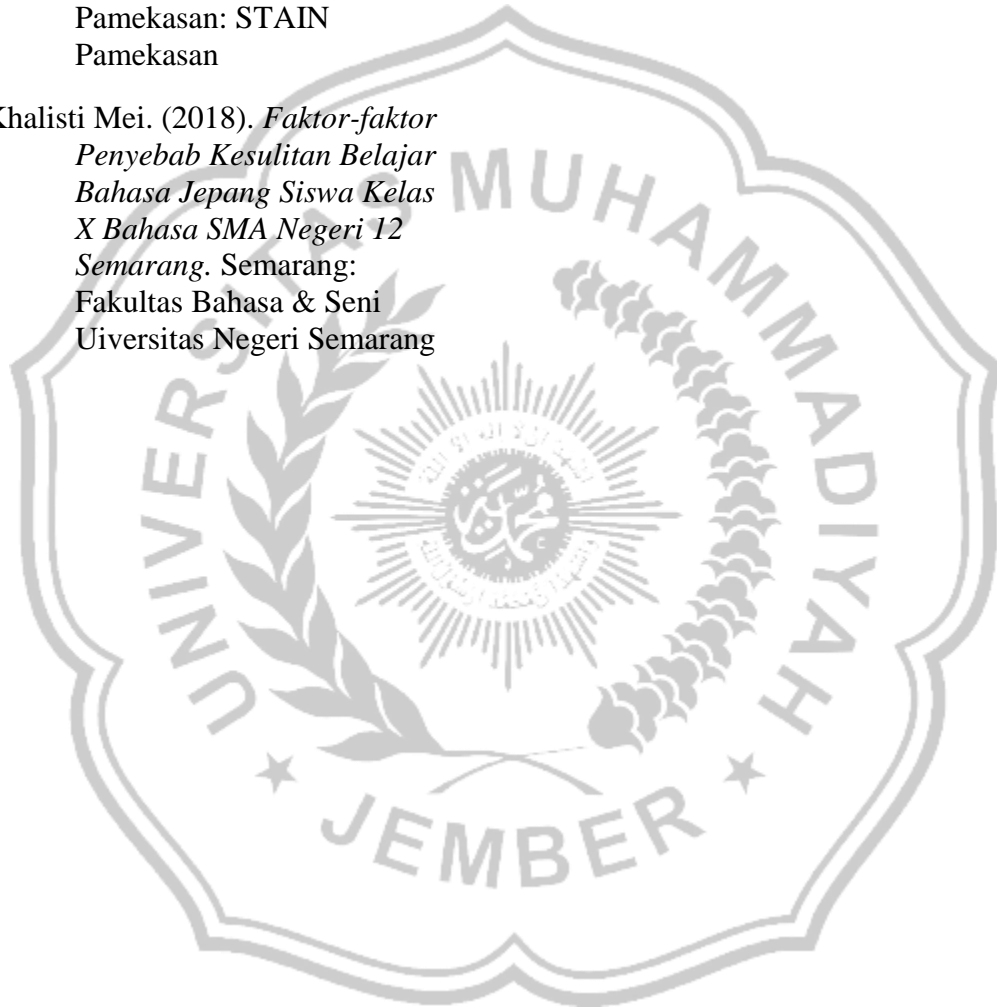 Pamekasan: STAIN
Pamekasan
Khalisti Mei. (2018). Faktor-faktor
Penyebab Kesulitan Belajar
Bahasa Jepang Siswa Kelas
X Bahasa SMA Negeri 12
Semarang. Semarang:
Fakultas Bahasa & Seni
Uiversitas Negeri Semarang
UNIVERSITAS MUHAMMADIYAH
JEMBER